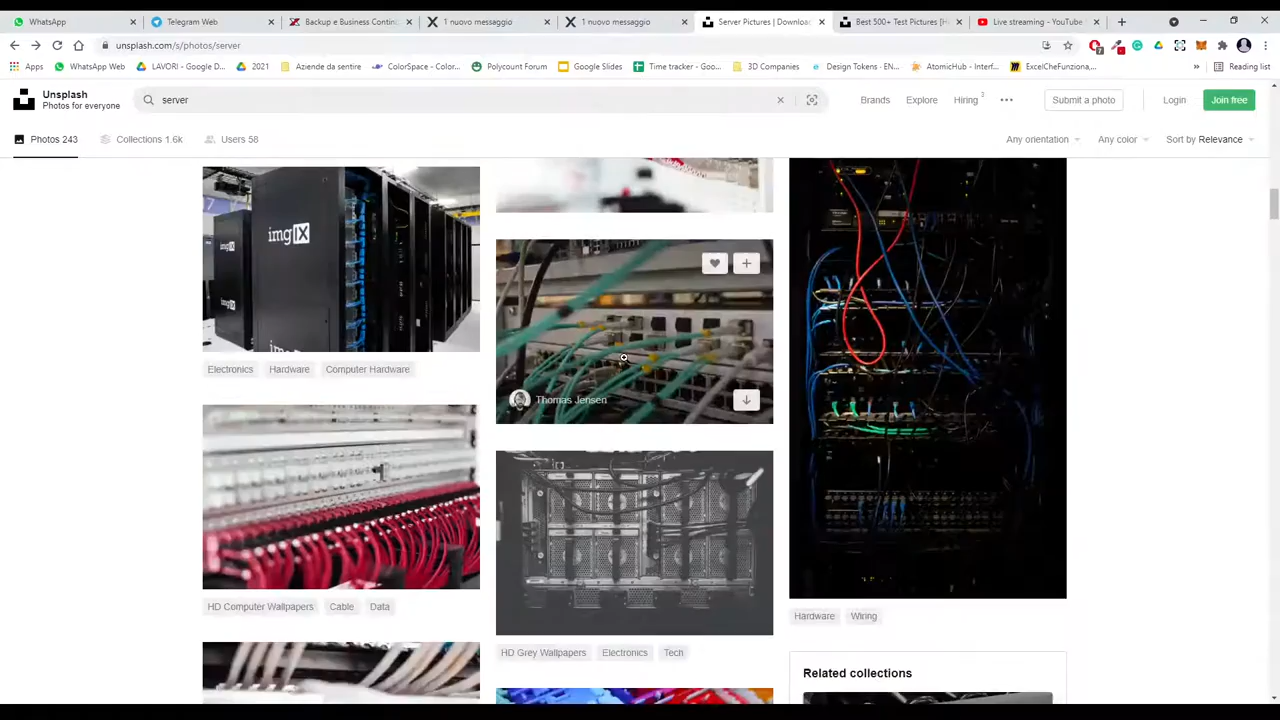 WhatsApp
Telegram Web
Backup e Business Contin
1 nuovo messaggio
1 nuovo messaggio
Server Pictures | Downloa
Best 500+ Test Pictures [H
Live streaming - YouTube
unsplash.com/s/photos/server
Apps
WhatsApp Web
LAVORI - Google D...
2021
Aziende da sentire
ColorSpace - Color...
Polycount Forum
Google Slides
Time tracker - Goo...
3D Companies
Design Tokens - EN...
AtomicHub - Interf...
ExcelCheFunziona,...
Reading list
Unsplash
Photos for everyone
server
Brands
Explore
Hiring 3
Submit a photo
Login
Join free
Photos 243
Collections 1.6k
Users 58
Any orientation
Any color
Sort by Relevance
imgIX
Electronics
Hardware
Computer Hardware
Thomas Jensen
HD Computer Wallpapers
Cable
Data
HD Grey Wallpapers
Electronics
Tech
Hardware
Wiring
Related collections